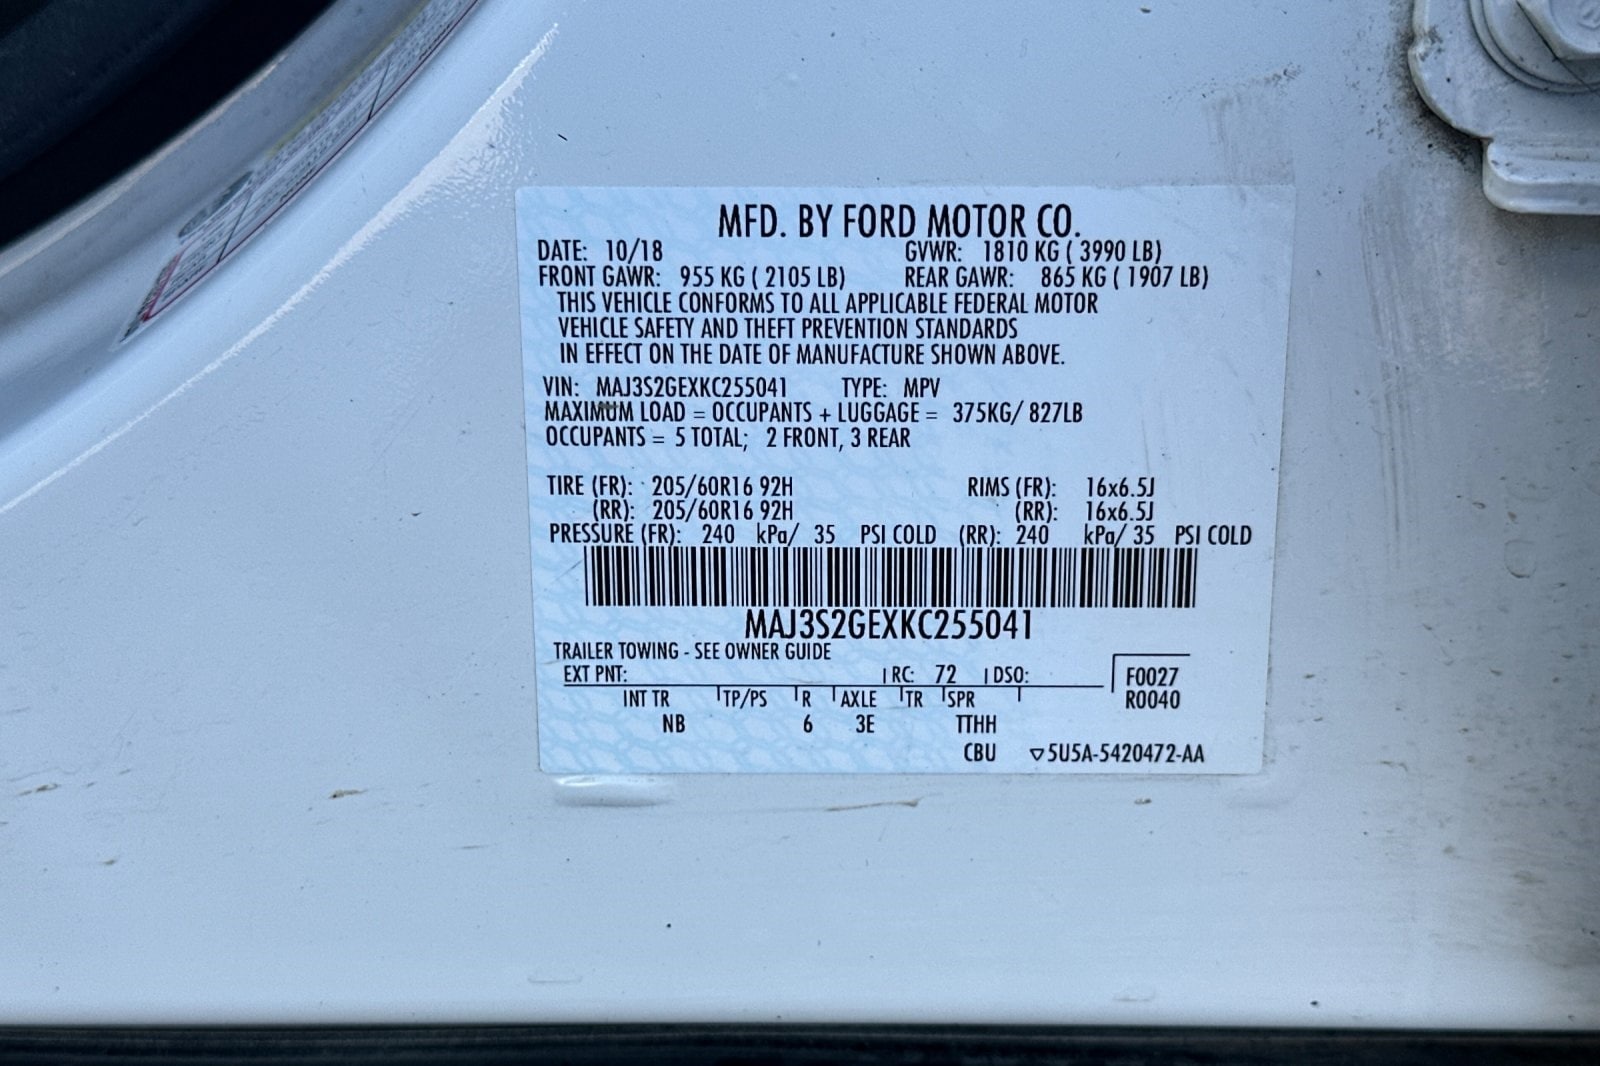 MFD. BY FORD MOTOR CO.
DATE: 10/18 GVWR: 1810 KG ( 3990 LB)
FRONT GAWR: 955 KG ( 2105 LB) REAR GAWR: 865 KG ( 1907 LB)
THIS VEHICLE CONFORMS TO ALL APPLICABLE FEDERAL MOTOR
VEHICLE SAFETY AND THEFT PREVENTION STANDARDS
IN EFFECT ON THE DATE OF MANUFACTURE SHOWN ABOVE.
VIN: MAJ3S2GEXKC255041 TYPE: MPV
MAXIMUM LOAD = OCCUPANTS + LUGGAGE = 375KG/ 827LB
OCCUPANTS = 5 TOTAL; 2 FRONT, 3 REAR
TIRE (FR): 205/60R16 92H RIMS (FR): 16x6.5J
(RR): 205/60R16 92H (RR): 16x6.5J
PRESSURE (FR): 240 kPa/ 35 PSI COLD (RR): 240 kPa/ 35 PSI COLD
MAJ3S2GEXKC255041
TRAILER TOWING - SEE OWNER GUIDE
EXT PNT: RC: 72 DSO: F0027
INT TR TP/PS R AXLE TR SPR R0040
NB 6 3E TTHH
CBU ▽5U5A-5420472-AA